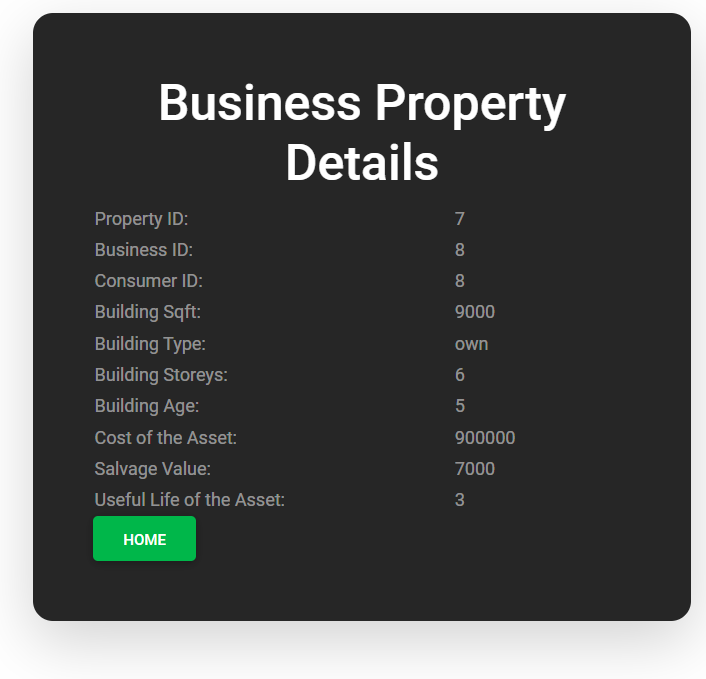 Business Property
Details
Property ID: 7
Business ID: 8
Consumer ID: 8
Building Sqft: 9000
Building Type: own
Building Storeys: 6
Building Age: 5
Cost of the Asset: 900000
Salvage Value: 7000
Useful Life of the Asset: 3
HOME